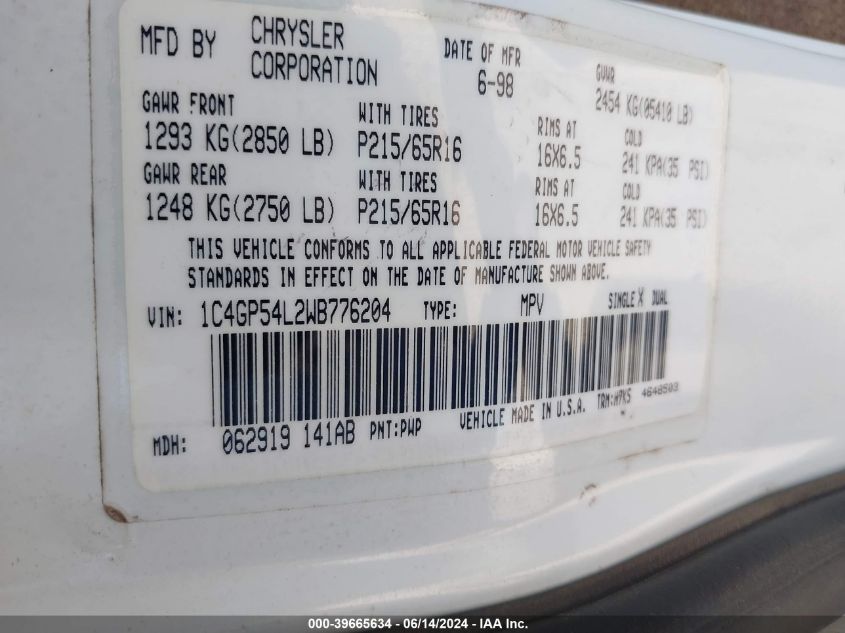 MFD BY CHRYSLER CORPORATION DATE OF MFR 6-98 GVWR 2454 KG(05410 LB)
GAWR FRONT WITH TIRES RIMS AT COLD
1293 KG(2850 LB) P215/65R16 16X6.5 241 KPA(35 PSI)
GAWR REAR WITH TIRES RIMS AT COLD
1248 KG(2750 LB) P215/65R16 16X6.5 241 KPA(35 PSI)
THIS VEHICLE CONFORMS TO ALL APPLICABLE FEDERAL MOTOR VEHICLE SAFETY
STANDARDS IN EFFECT ON THE DATE OF MANUFACTURE SHOWN ABOVE.
VIN: 1C4GP54L2WB776204 TYPE: MPV SINGLE X DUAL
MDH: 062919 141AB PNT:PWP VEHICLE MADE IN U.S.A. TRM:H7K5 4648503
000-39665634 - 06/14/2024 - IAA Inc.